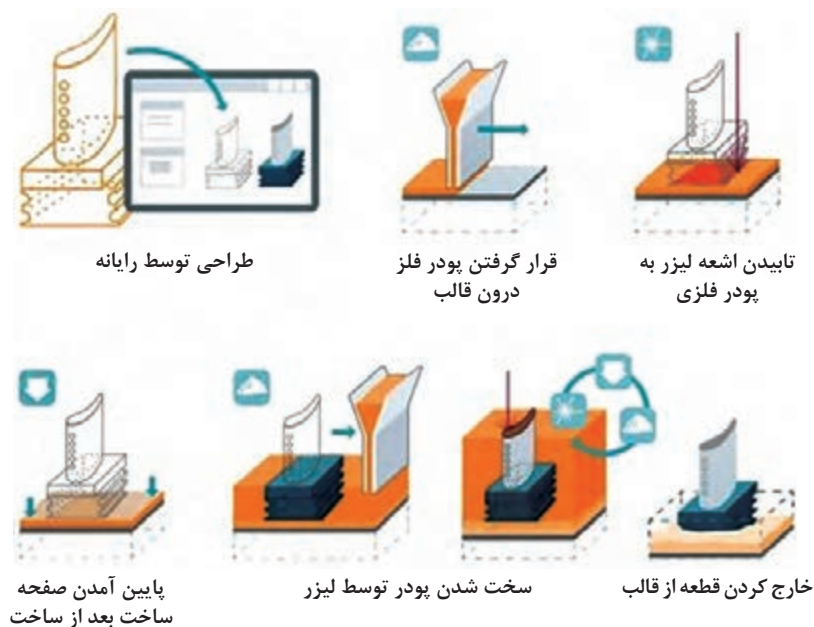 طراحی توسط رایانه
قرار گرفتن پودر فلز
درون قالب
تابیدن اشعه لیزر به
پودر فلزی
پایین آمدن صفحه
ساخت بعد از ساخت
سخت شدن پودر توسط لیزر
خارج کردن قطعه از قالب